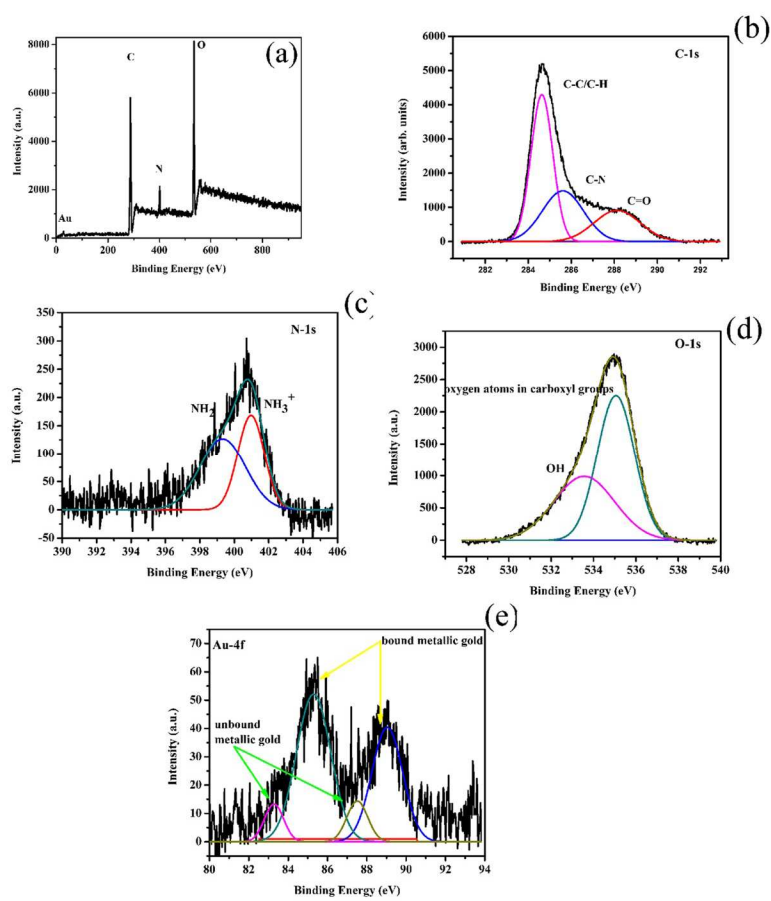 (a)
8000
6000
4000
2000
0
Intensity (a.u.)
C
O
N
Au
0 200 400 600 800
Binding Energy (eV)
(b)
C-1s
6000
5000
4000
3000
2000
1000
0
Intensity (arb. units)
C-C/C-H
C-N
C=O
282 284 286 288 290 292
Binding Energy (eV)
(c)
N-1s
350
300
250
200
150
100
50
0
-50
Intensity (a.u.)
NH2
NH3+
390 392 394 396 398 400 402 404 406
Binding Energy (eV)
(d)
O-1s
3000
2500
2000
1500
1000
500
0
Intensity (a.u.)
oxygen atoms in carboxyl groups
OH
528 530 532 534 536 538 540
Binding Energy (eV)
(e)
Au-4f
70
60
50
40
30
20
10
0
Intensity (a.u.)
bound metallic gold
unbound
metallic gold
80 82 84 86 88 90 92 94
Binding Energy (eV)